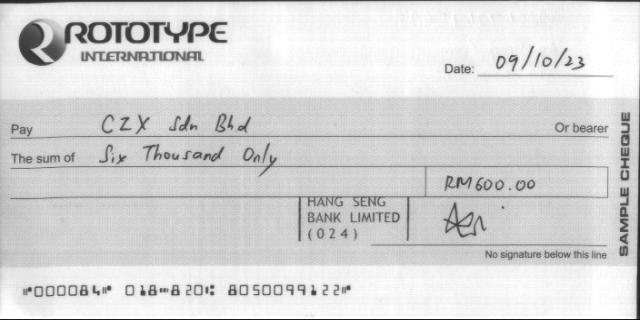 ROTOTYPE
INTERNATIONAL
Date: 09/10/23
Pay CZX Sdn Bhd Or bearer
The sum of Six Thousand Only
RM600.00
HANG SENG
BANK LIMITED
(024)
No signature below this line
SAMPLE CHEQUE
⑈000084⑈ 018⑉820⑆ 8050099122⑈